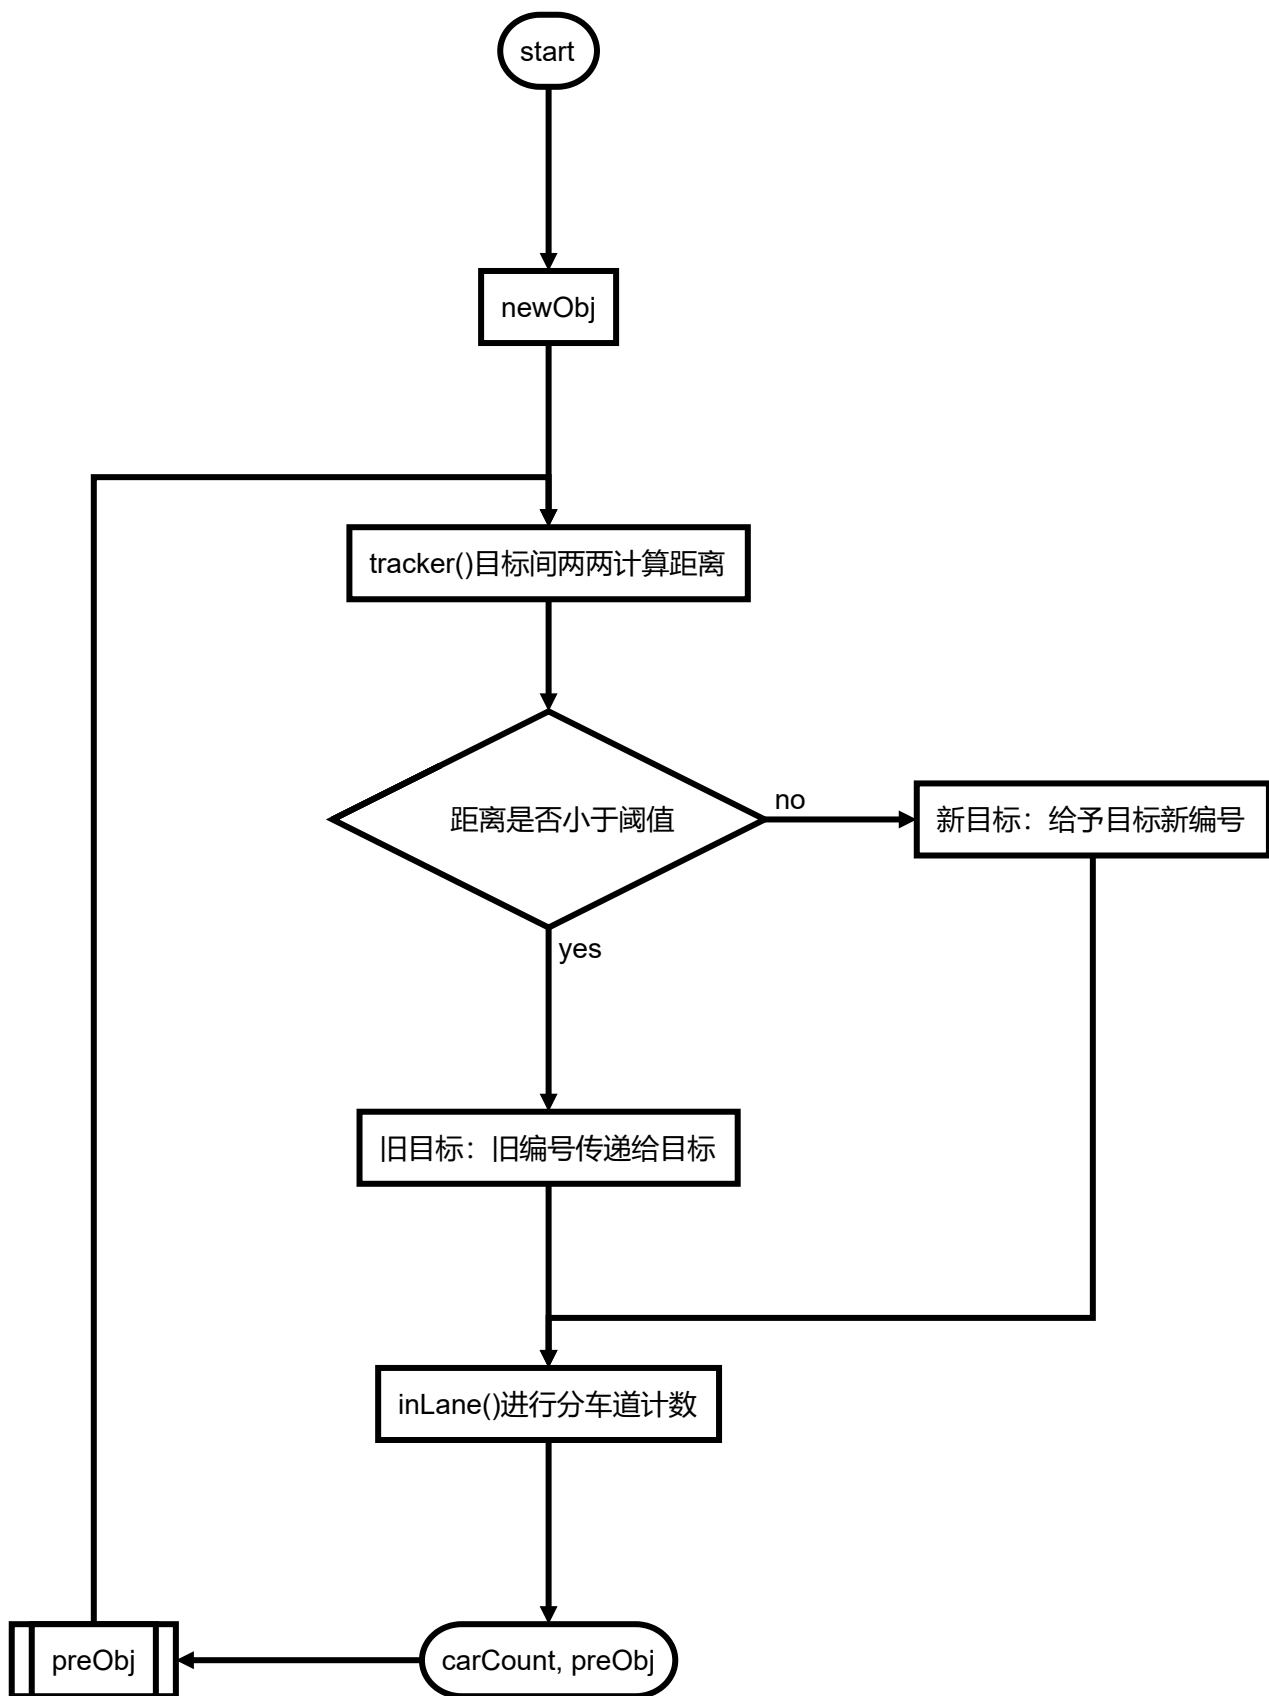 start
newObj
tracker()目标间两两计算距离
距离是否小于阈值
no
新目标：给予目标新编号
yes
旧目标：旧编号传递给目标
inLane()进行分车道计数
preObj
carCount, preObj